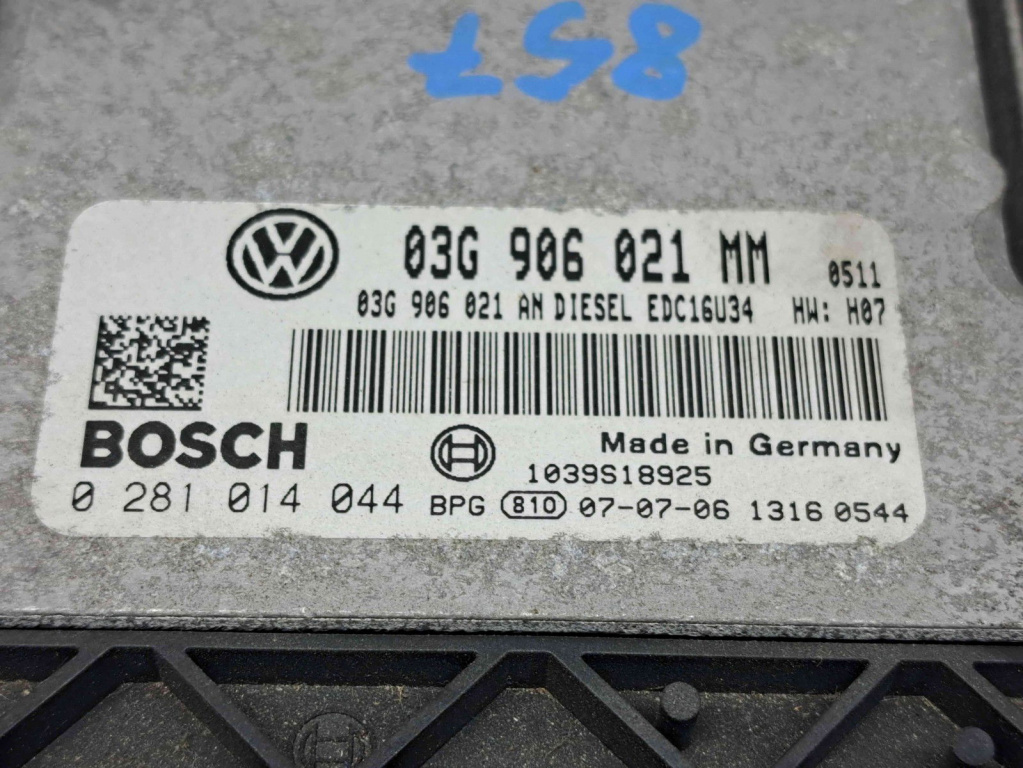 857
03G 906 021 MM 0511
03G 906 021 AN DIESEL EDC16U34 HW: H07
BOSCH
Made in Germany
1039S18925
0 281 014 044 BPG 810 07-07-06 1316 0544